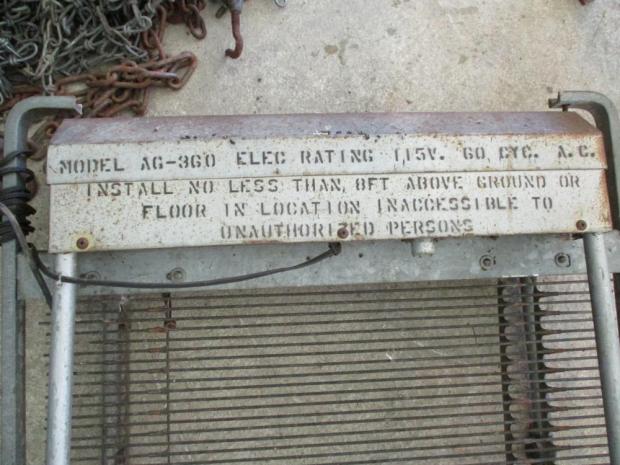 MODEL AG-360 ELEC RATING 115V. 60 CYC. A.C.
INSTALL NO LESS THAN 8FT ABOVE GROUND OR
FLOOR IN LOCATION INACCESSIBLE TO
UNAUTHORIZED PERSONS